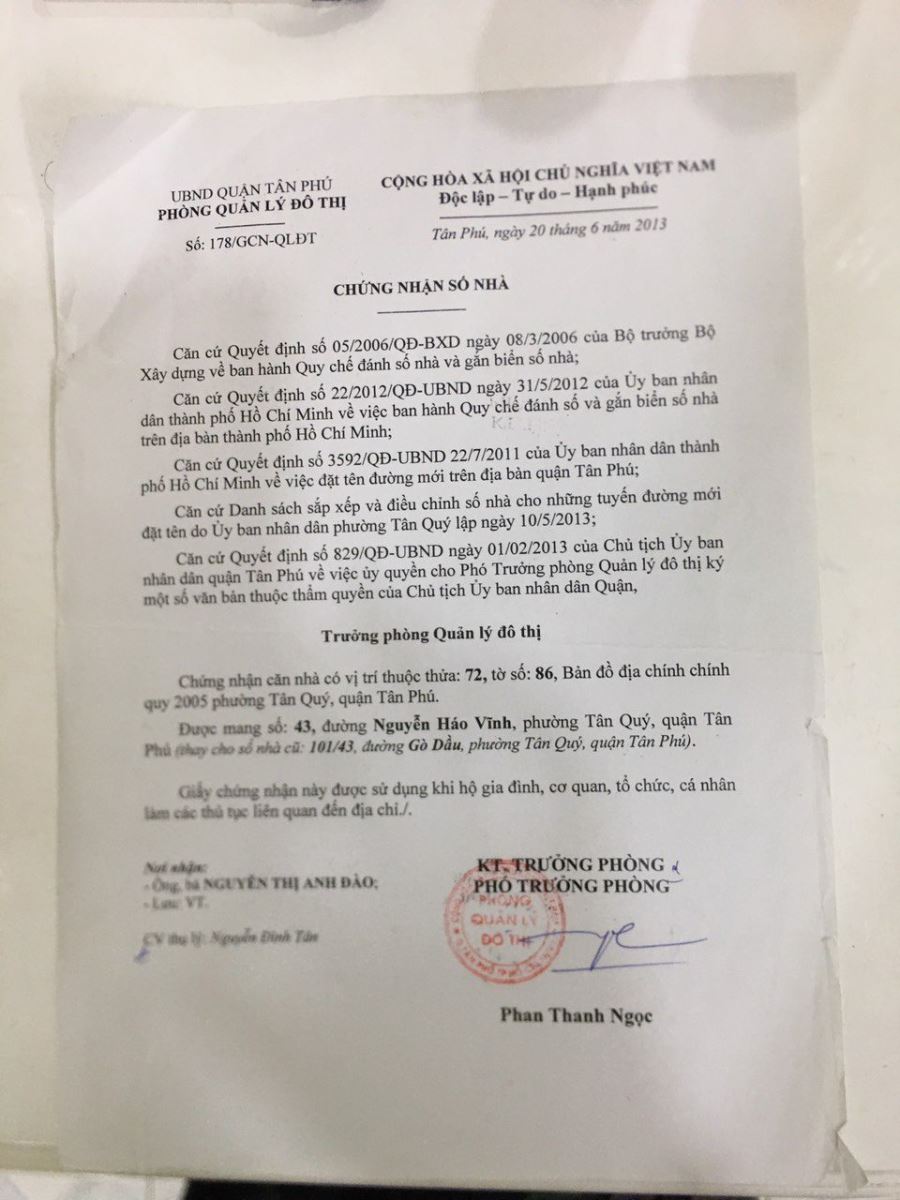 UBND QUẬN TÂN PHÚ
PHÒNG QUẢN LÝ ĐÔ THỊ
Số: 178/GCN-QLĐT
CỘNG HÒA XÃ HỘI CHỦ NGHĨA VIỆT NAM
Độc lập – Tự do – Hạnh phúc
Tân Phú, ngày 20 tháng 6 năm 2013
CHỨNG NHẬN SỐ NHÀ
Căn cứ Quyết định số 05/2006/QĐ-BXD ngày 08/3/2006 của Bộ trưởng Bộ
Xây dựng về ban hành Quy chế đánh số nhà và gắn biển số nhà;
Căn cứ Quyết định số 22/2012/QĐ-UBND ngày 31/5/2012 của Ủy ban nhân
dân thành phố Hồ Chí Minh về việc ban hành Quy chế đánh số và gắn biển số nhà
trên địa bàn thành phố Hồ Chí Minh;
Căn cứ Quyết định số 3592/QĐ-UBND 22/7/2011 của Ủy ban nhân dân thành
phố Hồ Chí Minh về việc đặt tên đường mới trên địa bàn quận Tân Phú;
Căn cứ Danh sách sắp xếp và điều chỉnh số nhà cho những tuyến đường mới
đặt tên do Ủy ban nhân dân phường Tân Quý lập ngày 10/5/2013;
Căn cứ Quyết định số 829/QĐ-UBND ngày 01/02/2013 của Chủ tịch Ủy ban
nhân dân quận Tân Phú về việc ủy quyền cho Phó Trưởng phòng Quản lý đô thị ký
một số văn bản thuộc thẩm quyền của Chủ tịch Ủy ban nhân dân Quận,
Trưởng phòng Quản lý đô thị
Chứng nhận căn nhà có vị trí thuộc thửa: 72, tờ số: 86, Bản đồ địa chính chính
quy 2005 phường Tân Quý, quận Tân Phú.
Được mang số: 43, đường Nguyễn Háo Vĩnh, phường Tân Quý, quận Tân
Phú (thay cho số nhà cũ: 101/43, đường Gò Dầu, phường Tân Quý, quận Tân Phú).
Giấy chứng nhận này được sử dụng khi hộ gia đình, cơ quan, tổ chức, cá nhân
làm các thủ tục liên quan đến địa chỉ./.
Nơi nhận:
- Ông, bà NGUYỄN THỊ ANH ĐÀO;
- Lưu: VT.
CV thụ lý: Nguyễn Đình Tân
KT. TRƯỞNG PHÒNG
PHÓ TRƯỞNG PHÒNG
PHÒNG
QUẢN LÝ
ĐÔ THỊ
Phan Thanh Ngọc